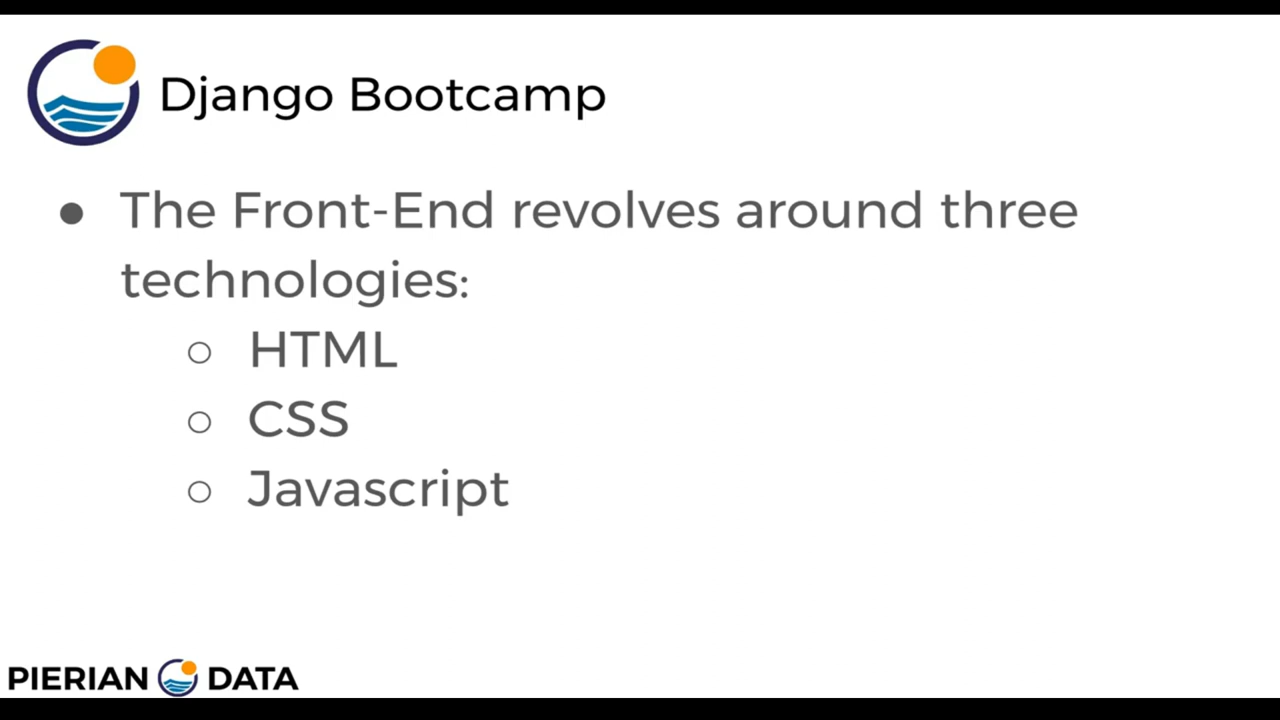 Django Bootcamp
● The Front-End revolves around three
technologies:
○ HTML
○ CSS
○ Javascript
PIERIAN DATA